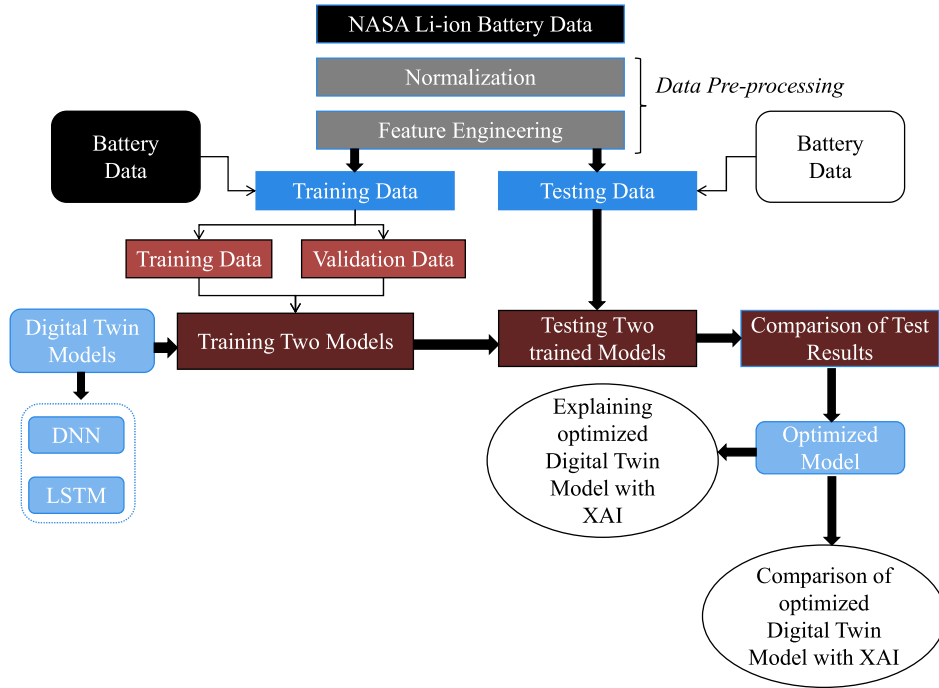 NASA Li-ion Battery Data
Normalization
Data Pre-processing
Feature Engineering
Battery
Data
Battery
Data
Training Data
Testing Data
Training Data
Validation Data
Digital Twin
Models
Training Two Models
Testing Two
trained Models
Comparison of Test
Results
DNN
LSTM
Explaining
optimized
Digital Twin
Model with
XAI
Optimized
Model
Comparison of
optimized
Digital Twin
Model with XAI